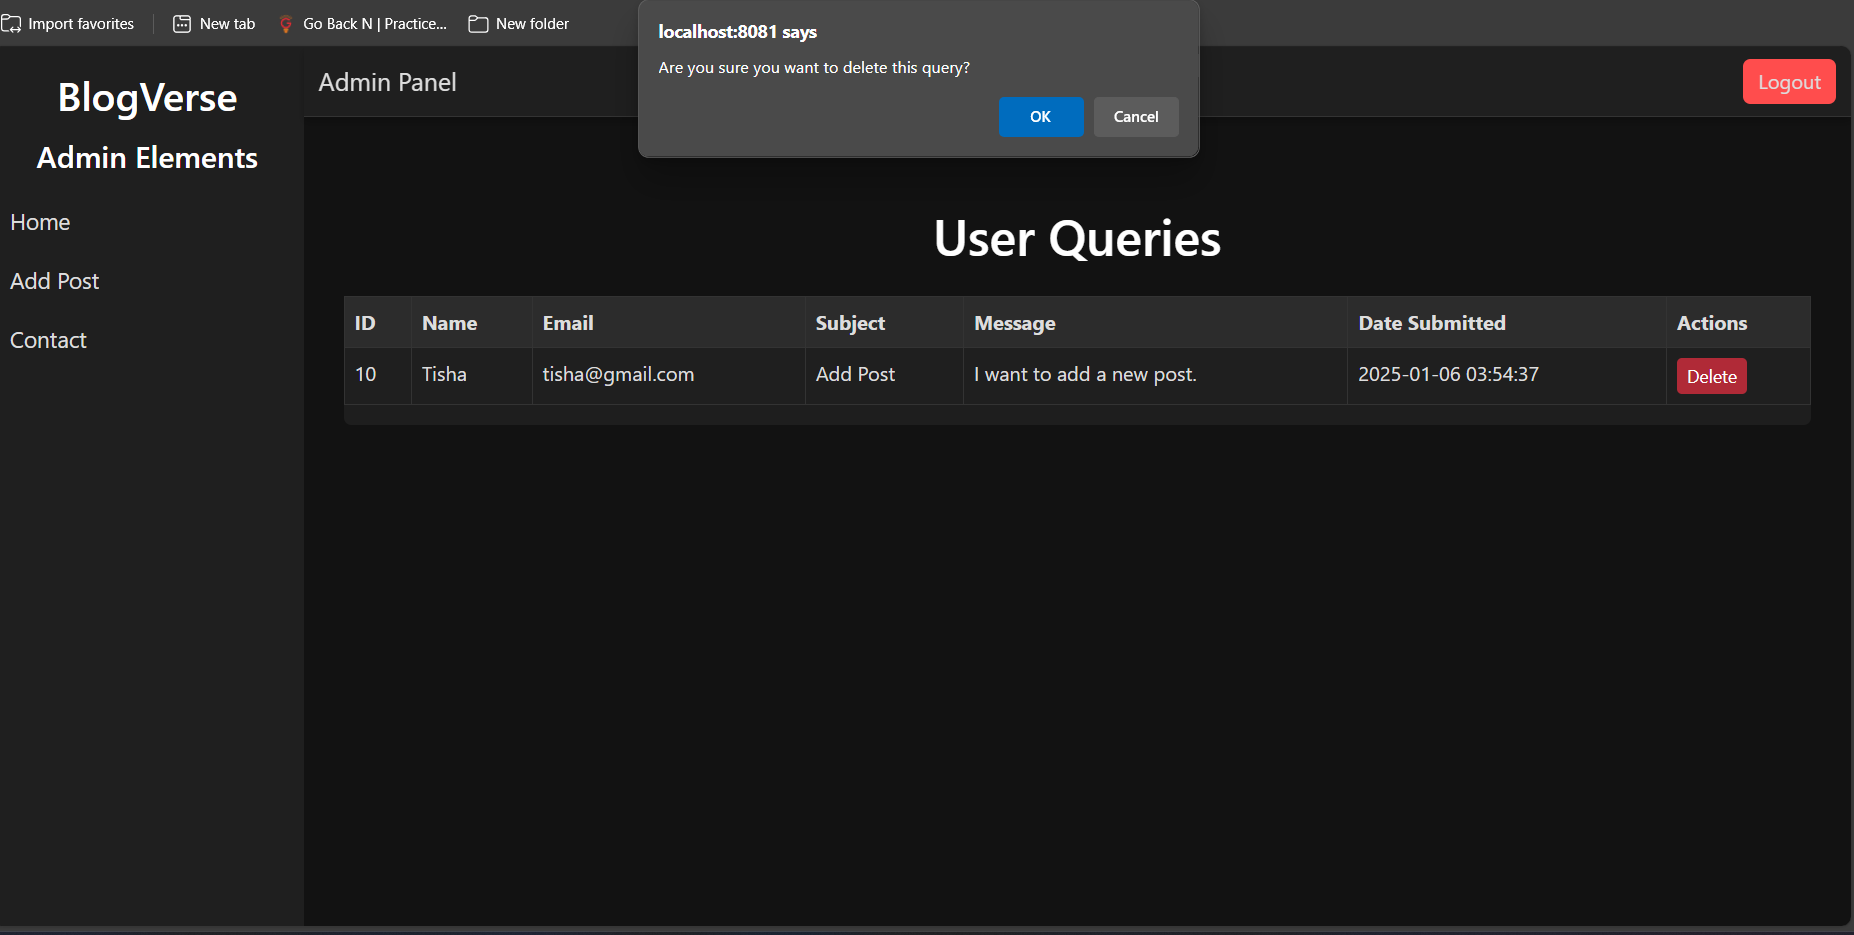 Import favorites
New tab
Go Back N | Practice...
New folder
localhost:8081 says
Are you sure you want to delete this query?
OK
Cancel
BlogVerse
Admin Elements
Home
Add Post
Contact
Admin Panel
Logout
User Queries
ID Name Email Subject Message Date Submitted Actions
10 Tisha tisha@gmail.com Add Post I want to add a new post. 2025-01-06 03:54:37 Delete